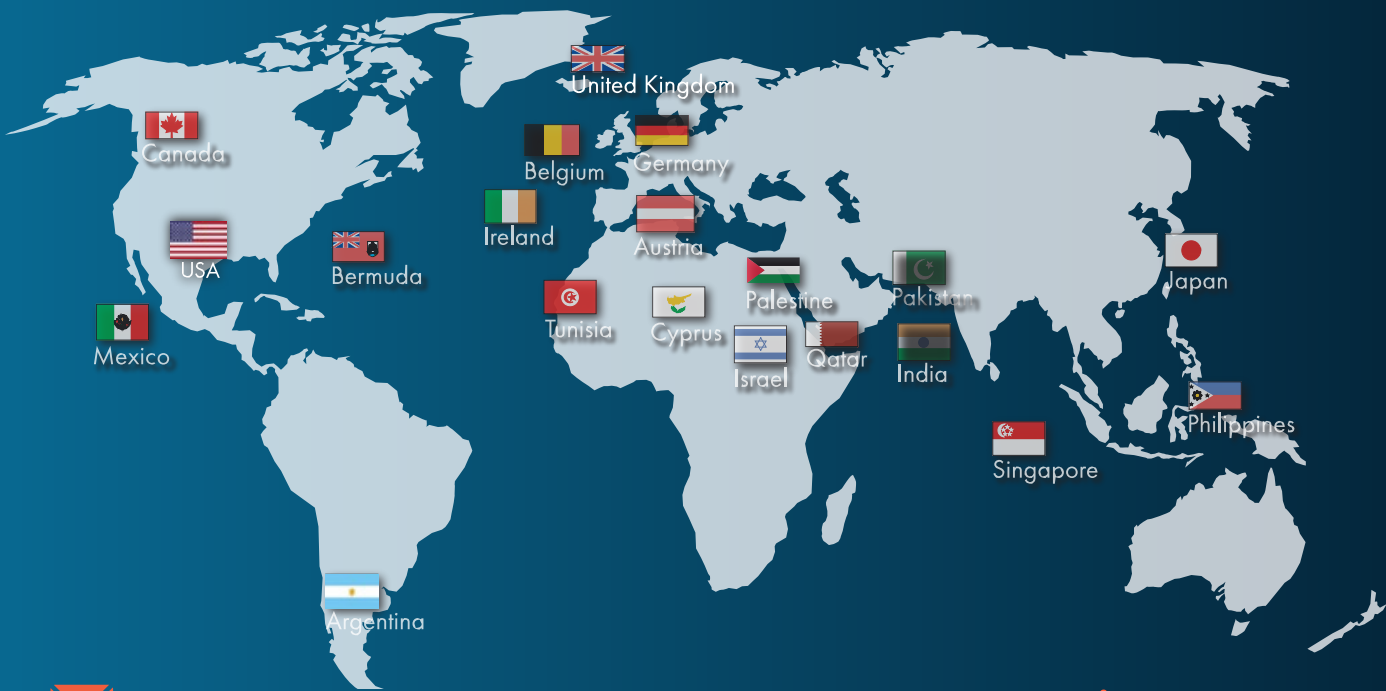 United Kingdom
Canada
Belgium
Germany
Ireland
Austria
USA
Bermuda
Palestine
Pakistan
Japan
Mexico
Tunisia
Cyprus
Israel
Qatar
India
Philippines
Singapore
Argentina